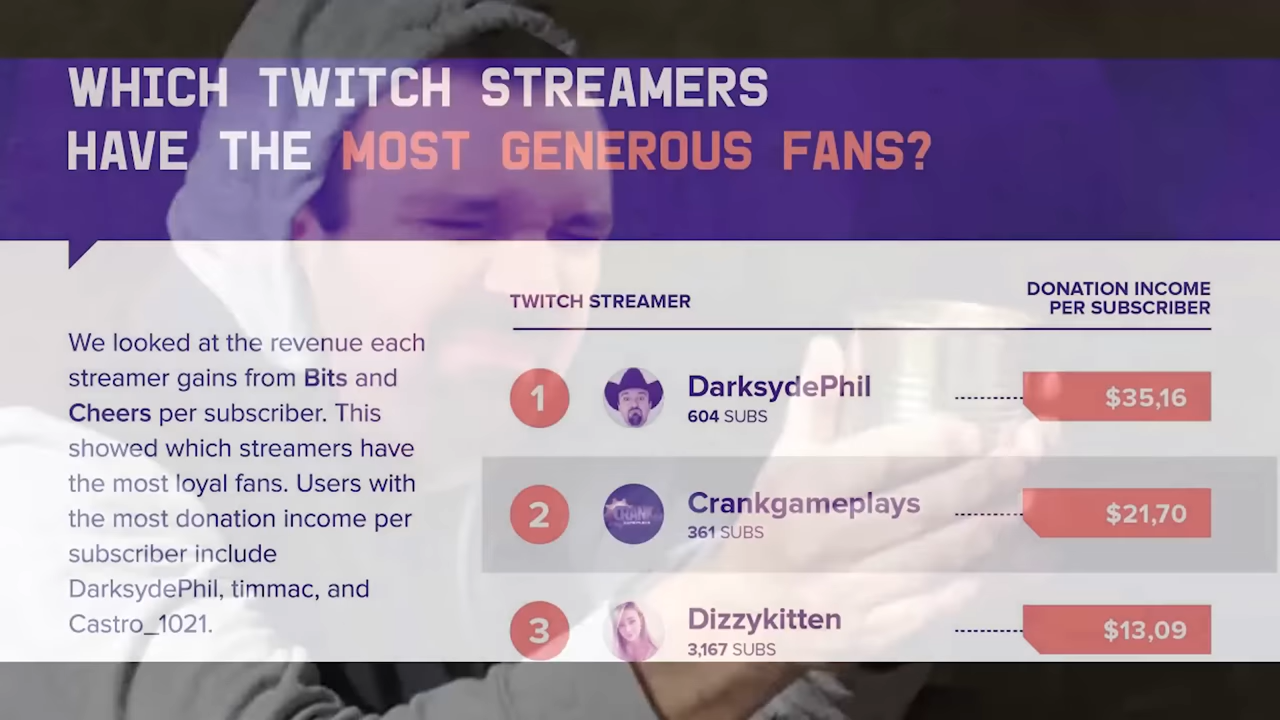 WHICH TWITCH STREAMERS
HAVE THE MOST GENEROUS FANS?
TWITCH STREAMER
DONATION INCOME
PER SUBSCRIBER
We looked at the revenue each
streamer gains from Bits and
Cheers per subscriber. This
showed which streamers have
the most loyal fans. Users with
the most donation income per
subscriber include
DarksydePhil, timmac, and
Castro_1021.
1
DarksydePhil
604 SUBS
$35,16
2
CRANK
Crankgameplays
361 SUBS
$21,70
3
Dizzykitten
3,167 SUBS
$13,09